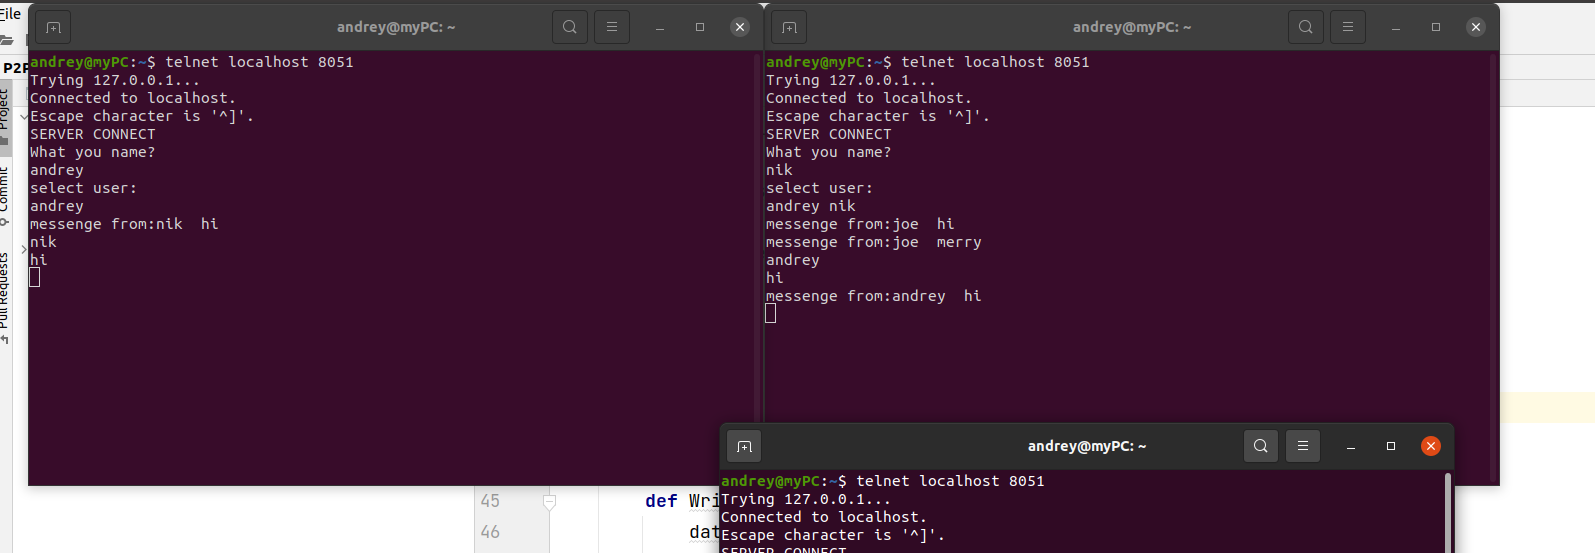 File
P2P
Project
Commit
Pull Requests
andrey@myPC: ~
andrey@myPC:~$ telnet localhost 8051
Trying 127.0.0.1...
Connected to localhost.
Escape character is '^]'.
SERVER CONNECT
What you name?
andrey
select user:
andrey
messenge from:nik  hi
nik
hi
andrey@myPC: ~
andrey@myPC:~$ telnet localhost 8051
Trying 127.0.0.1...
Connected to localhost.
Escape character is '^]'.
SERVER CONNECT
What you name?
nik
select user:
andrey nik
messenge from:joe  hi
messenge from:joe  merry
andrey
hi
messenge from:andrey  hi
45 def Wri
46 dat
andrey@myPC: ~
andrey@myPC:~$ telnet localhost 8051
Trying 127.0.0.1...
Connected to localhost.
Escape character is '^]'.
SERVER CONNECT